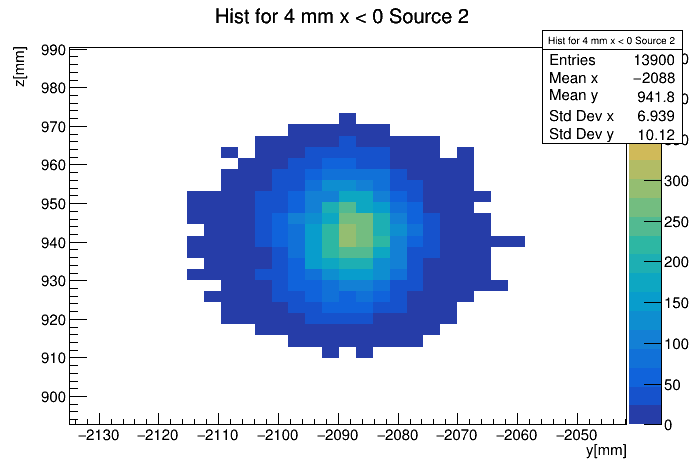 Hist for 4 mm x < 0 Source 2
z[mm]
990
980
970
960
950
940
930
920
910
900
Hist for 4 mm x < 0 Source 2
Entries 13900
Mean x −2088
Mean y 941.8
Std Dev x 6.939
Std Dev y 10.12
300
250
200
150
100
50
0
−2130 −2120 −2110 −2100 −2090 −2080 −2070 −2060 −2050
y[mm]